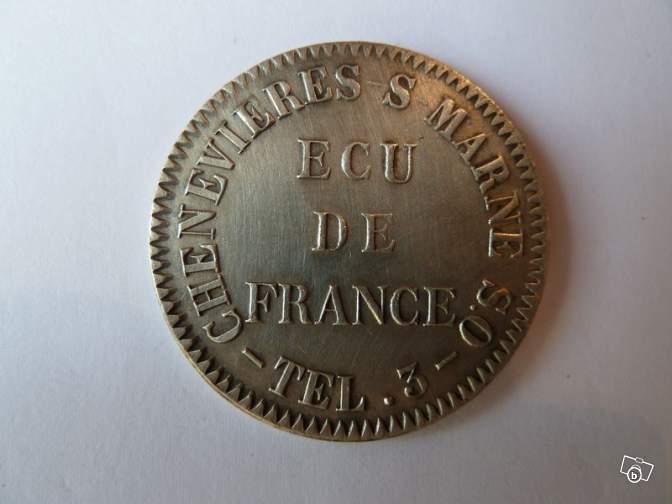 CHENEVIERES-S MARNE S.O.
ECU
DE
FRANCE
- TEL. 3 -
b